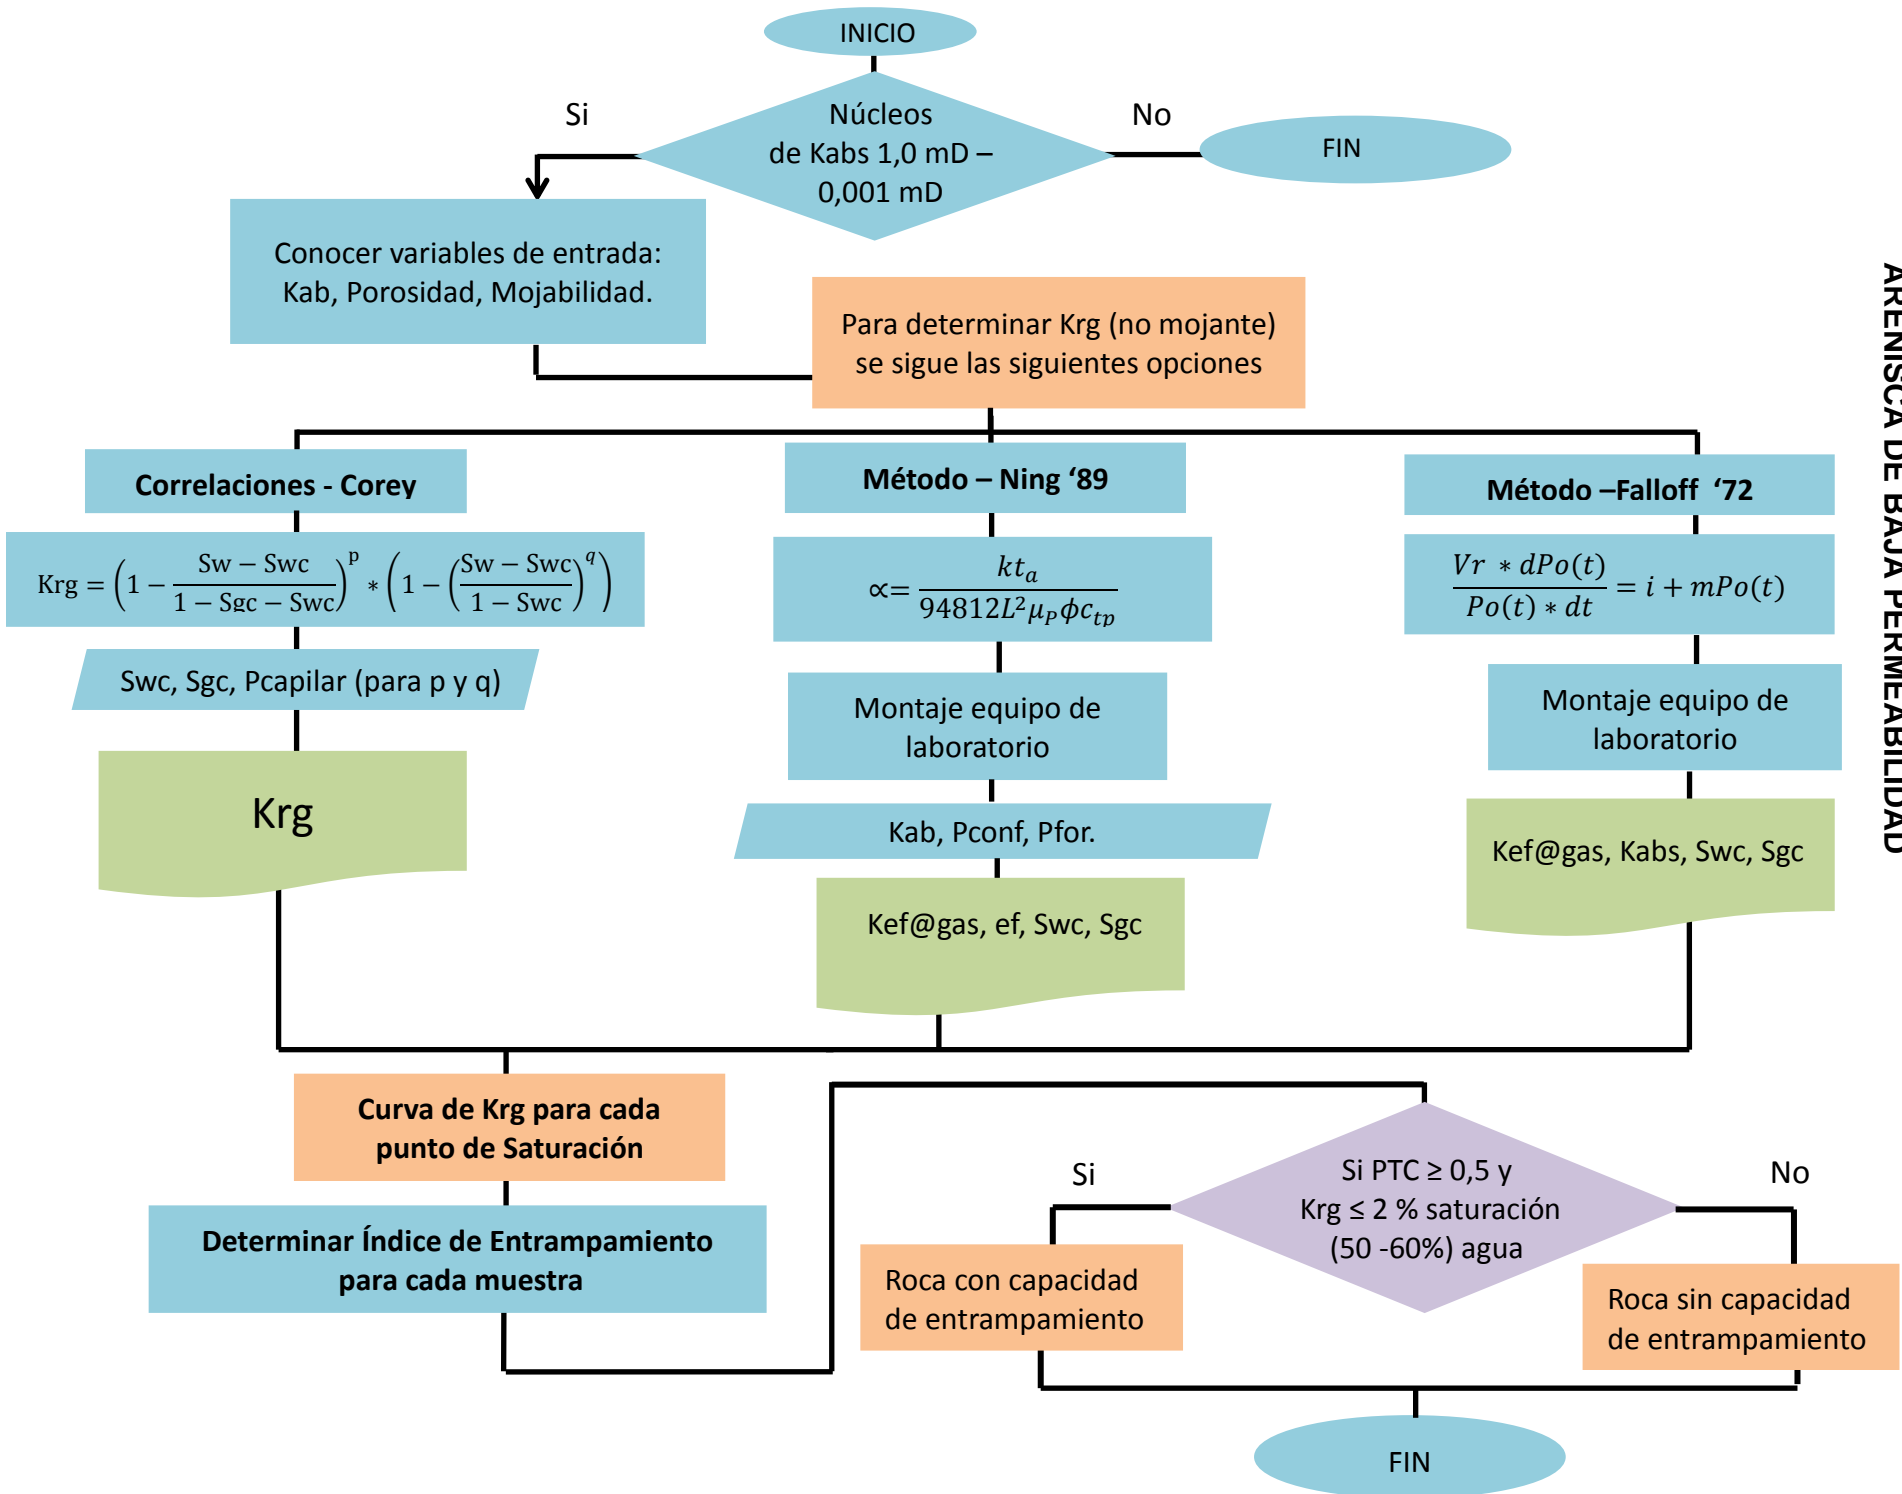 INICIO
Si
No
Núcleos
de Kabs 1,0 mD –
0,001 mD
FIN
Conocer variables de entrada:
Kab, Porosidad, Mojabilidad.
Para determinar Krg (no mojante)
se sigue las siguientes opciones
Correlaciones - Corey
Krg = (1 − (Sw − Swc)/(1 − Sgc − Swc))^p * (1 − ((Sw − Swc)/(1 − Swc))^q)
Swc, Sgc, Pcapilar (para p y q)
Krg
Método – Ning ‘89
∝= kt_a/(94812L²μ_Pϕc_tp)
Montaje equipo de
laboratorio
Kab, Pconf, Pfor.
Kef@gas, ef, Swc, Sgc
Método –Falloff ‘72
(Vr * dPo(t))/(Po(t) * dt) = i + mPo(t)
Montaje equipo de
laboratorio
Kef@gas, Kabs, Swc, Sgc
Curva de Krg para cada
punto de Saturación
Determinar Índice de Entrampamiento
para cada muestra
Si PTC ≥ 0,5 y
Krg ≤ 2 % saturación
(50 -60%) agua
Si
No
Roca con capacidad
de entrampamiento
Roca sin capacidad
de entrampamiento
FIN
ARENISCA DE BAJA PERMEABILIDAD